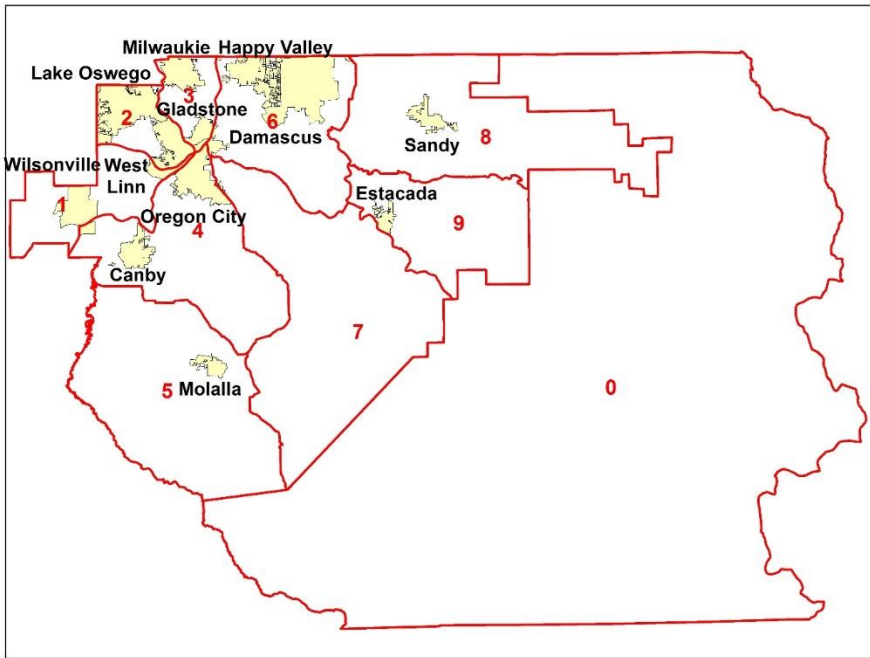 Milwaukie Happy Valley
Lake Oswego
3
Gladstone
2
6
Damascus
8
Sandy
Wilsonville West
Linn
1
Estacada
Oregon City
4
9
Canby
7
5
Molalla
0